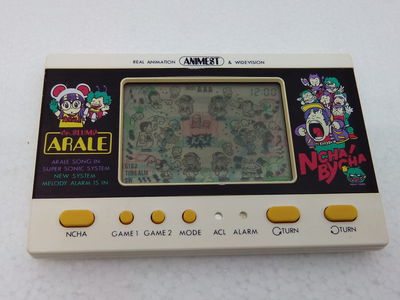 REAL ANIMATION ANIMEST & WIDEVISION
Dr. SLUMP
ARALE
ARALE SONG IN
SUPER SONIC SYSTEM
NEW SYSTEM
MELODY ALARM IS IN
12:00
NCHA!
BYCHA
NCHA
GAME 1
GAME 2
MODE
ACL
ALARM
TURN
TURN